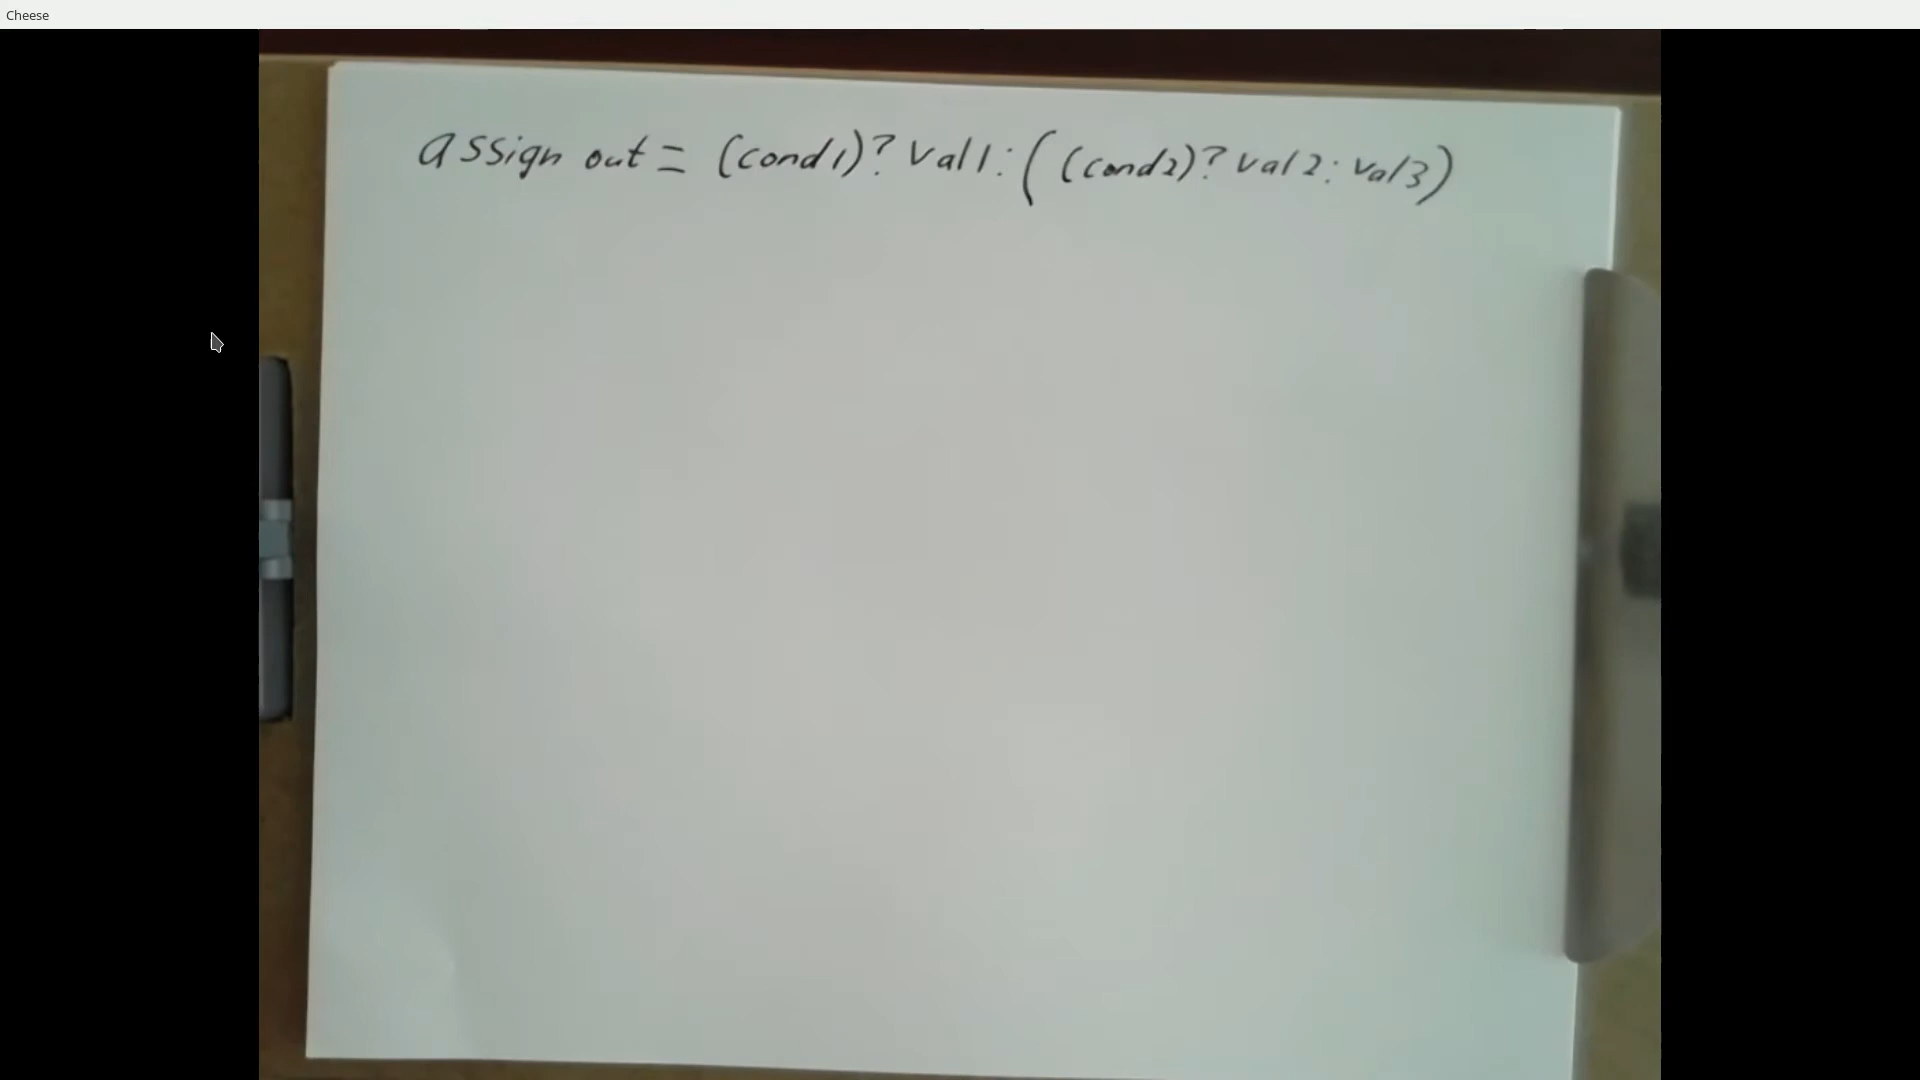 Cheese
assign out = (cond1)? val1: ((cond2)? val2: val3)